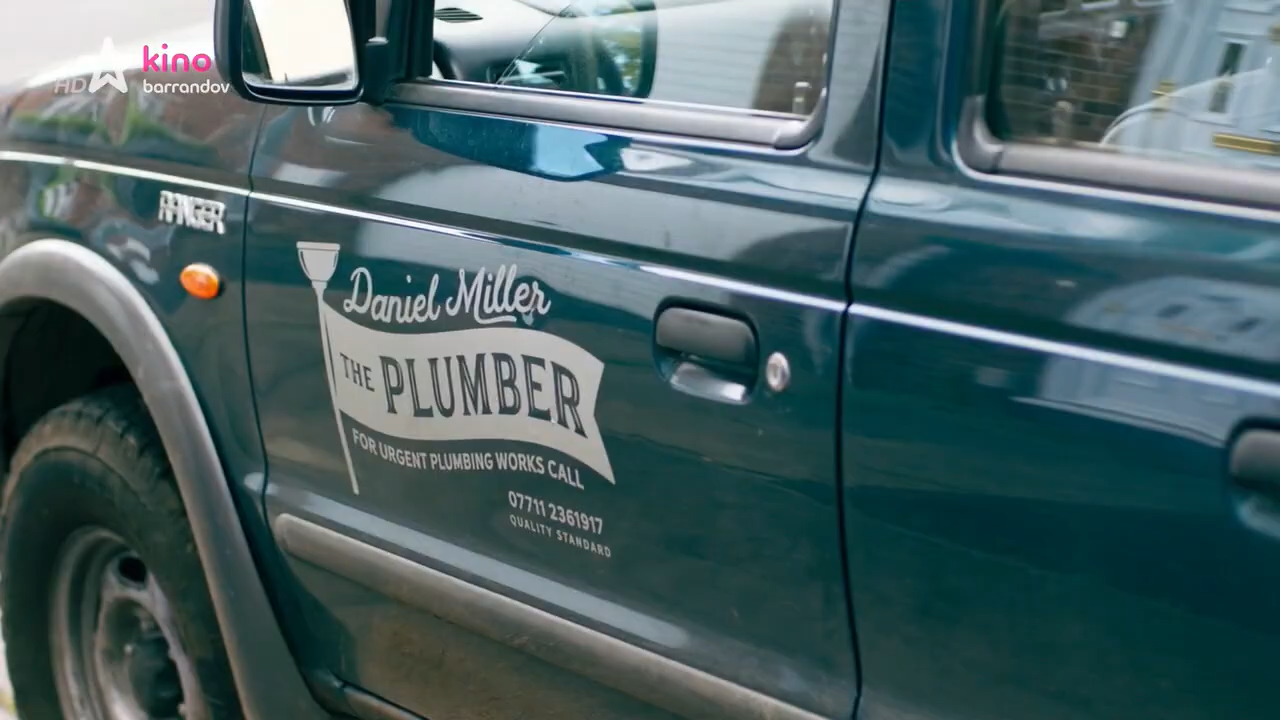 HD kino
barrandov
RANGER
Daniel Miller
THE PLUMBER
FOR URGENT PLUMBING WORKS CALL
07711 2361917
QUALITY STANDARD